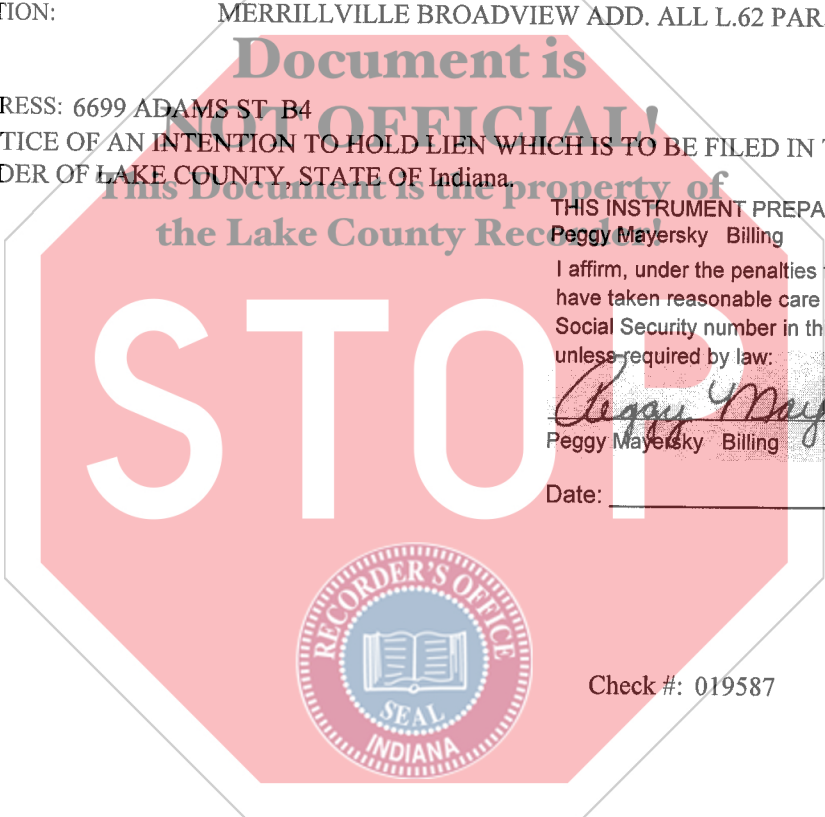 TION: MERRILLVILLE BROADVIEW ADD. ALL L.62 PAR
Document is
RESS: 6699 ADAMS ST B4
NOT OFFICIAL!
TICE OF AN INTENTION TO HOLD LIEN WHICH IS TO BE FILED IN
DER OF LAKE COUNTY, STATE OF Indiana.
This Document is the property of
the Lake County Recorder!
THIS INSTRUMENT PREPA
Peggy Mayersky Billing
I affirm, under the penalties
have taken reasonable care
Social Security number in th
unless required by law:
Peggy May
Peggy Mayersky Billing
Date:
STOP
RECORDER'S OFFICE
SEAL
INDIANA
Check #: 019587